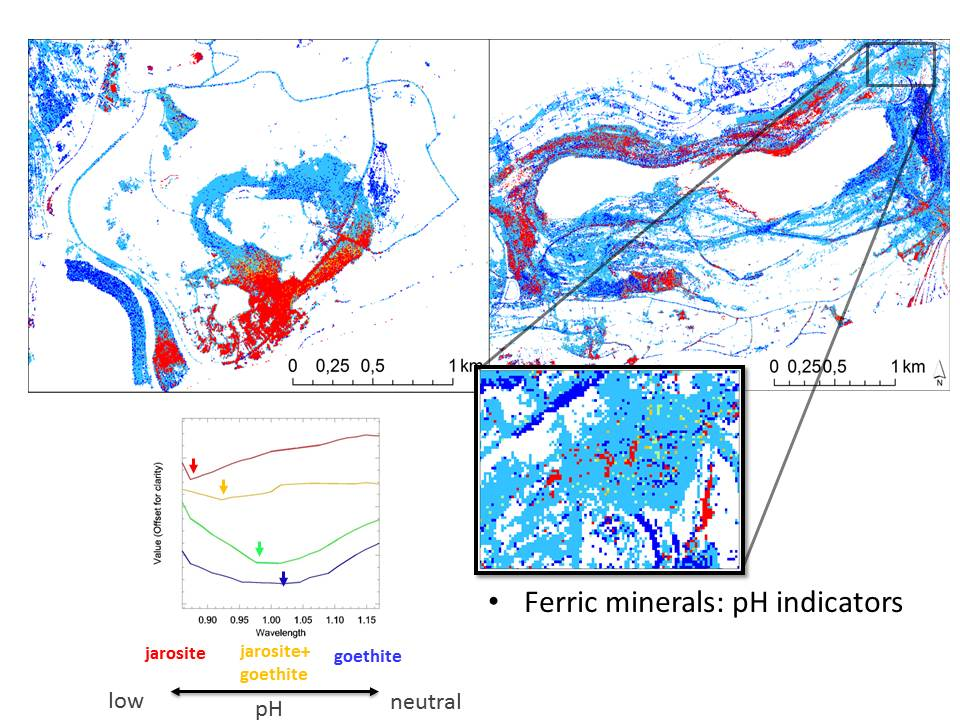 0 0,25 0,5 1 km
0 0,25 0,5 1 km
N
Value (Offset for clarity)
0.90 0.95 1.00 1.05 1.10 1.15
Wavelength
jarosite
jarosite+
goethite
goethite
low
pH
neutral
• Ferric minerals: pH indicators